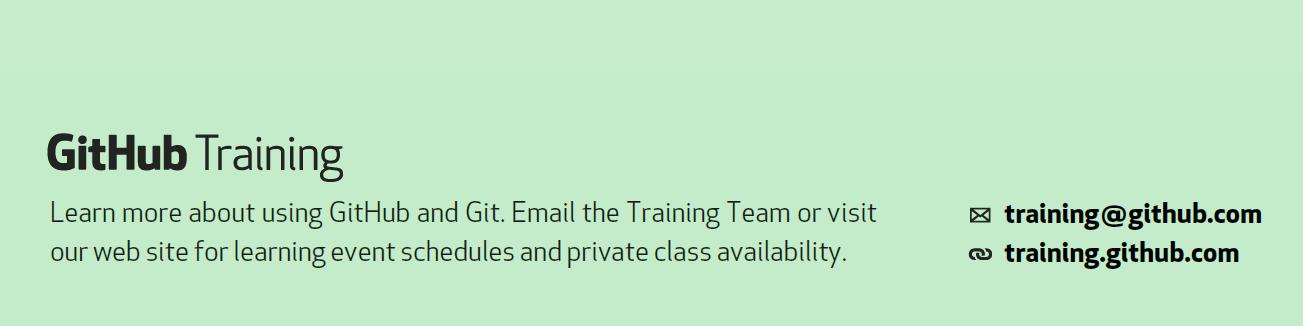 GitHub Training
Learn more about using GitHub and Git. Email the Training Team or visit
our web site for learning event schedules and private class availability.
training@github.com
training.github.com